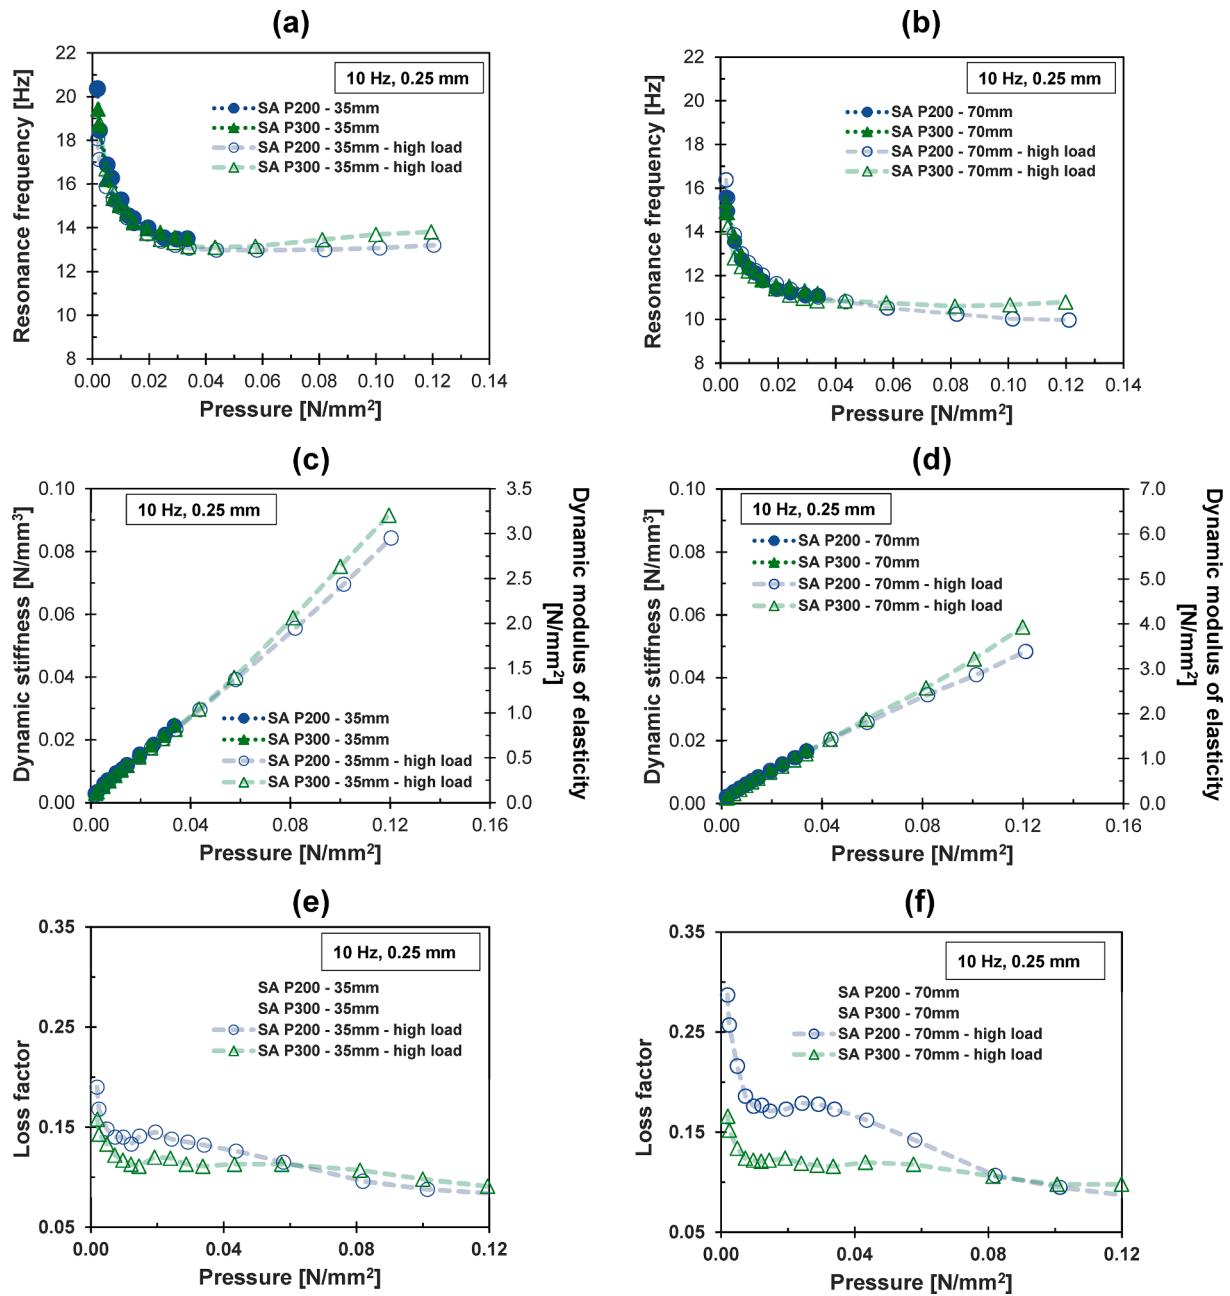 (a)
22
20
18
16
14
12
10
8
Resonance frequency [Hz]
10 Hz, 0.25 mm
SA P200 - 35mm
SA P300 - 35mm
SA P200 - 35mm - high load
SA P300 - 35mm - high load
0.00 0.02 0.04 0.06 0.08 0.10 0.12 0.14
Pressure [N/mm²]
(b)
22
20
18
16
14
12
10
8
Resonance frequency [Hz]
10 Hz, 0.25 mm
SA P200 - 70mm
SA P300 - 70mm
SA P200 - 70mm - high load
SA P300 - 70mm - high load
0.00 0.02 0.04 0.06 0.08 0.10 0.12 0.14
Pressure [N/mm²]
(c)
0.10
0.08
0.06
0.04
0.02
0.00
Dynamic stiffness [N/mm³]
10 Hz, 0.25 mm
SA P200 - 35mm
SA P300 - 35mm
SA P200 - 35mm - high load
SA P300 - 35mm - high load
3.5
3.0
2.5
2.0
1.5
1.0
0.5
0.0
Dynamic modulus of elasticity
[N/mm²]
0.00 0.04 0.08 0.12 0.16
Pressure [N/mm²]
(d)
0.10
0.08
0.06
0.04
0.02
0.00
Dynamic stiffness [N/mm³]
10 Hz, 0.25 mm
SA P200 - 70mm
SA P300 - 70mm
SA P200 - 70mm - high load
SA P300 - 70mm - high load
7.0
6.0
5.0
4.0
3.0
2.0
1.0
0.0
Dynamic modulus of elasticity
[N/mm²]
0.00 0.04 0.08 0.12 0.16
Pressure [N/mm²]
(e)
0.35
0.25
0.15
0.05
Loss factor
10 Hz, 0.25 mm
SA P200 - 35mm
SA P300 - 35mm
SA P200 - 35mm - high load
SA P300 - 35mm - high load
0.00 0.04 0.08 0.12
Pressure [N/mm²]
(f)
0.35
0.25
0.15
0.05
Loss factor
10 Hz, 0.25 mm
SA P200 - 70mm
SA P300 - 70mm
SA P200 - 70mm - high load
SA P300 - 70mm - high load
0.00 0.04 0.08 0.12
Pressure [N/mm²]